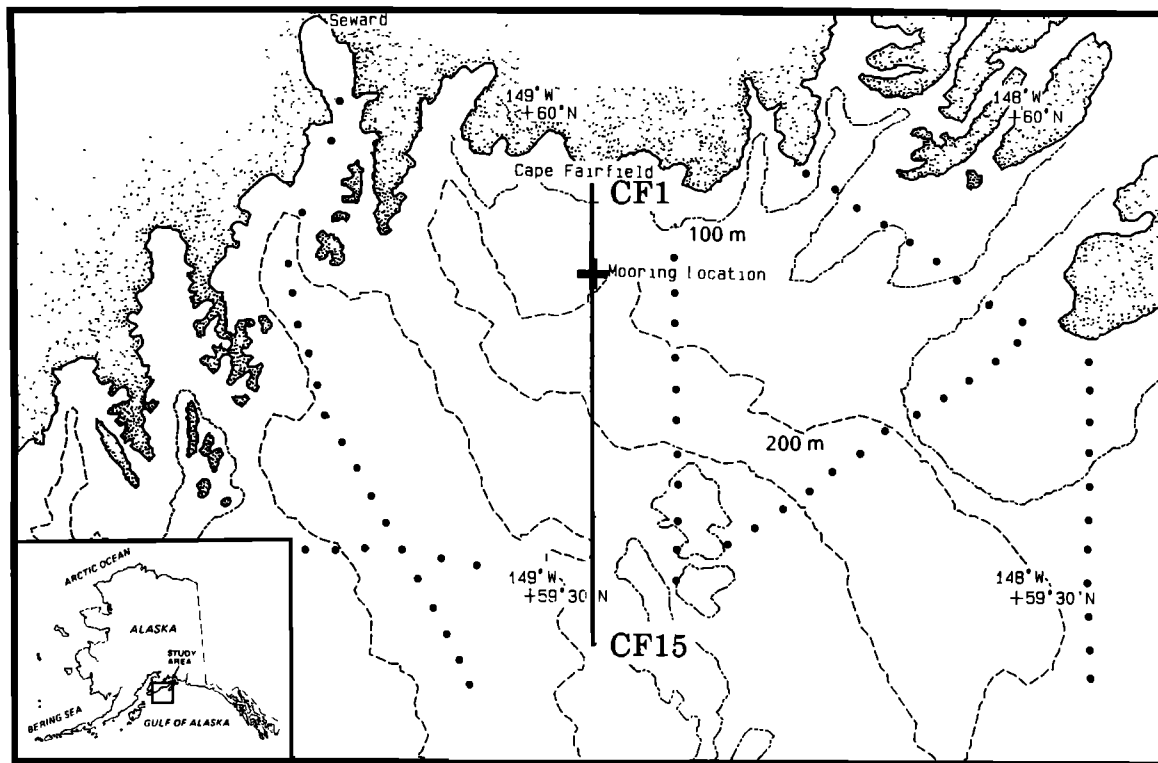 Seward
149°W
+60°N
148°W
+60°N
Cape Fairfield
CF1
100 m
Mooring Location
200 m
149°W
+59°30'N
148°W
+59°30'N
CF15
ARCTIC OCEAN
ALASKA
STUDY
AREA
BERING SEA
GULF OF ALASKA